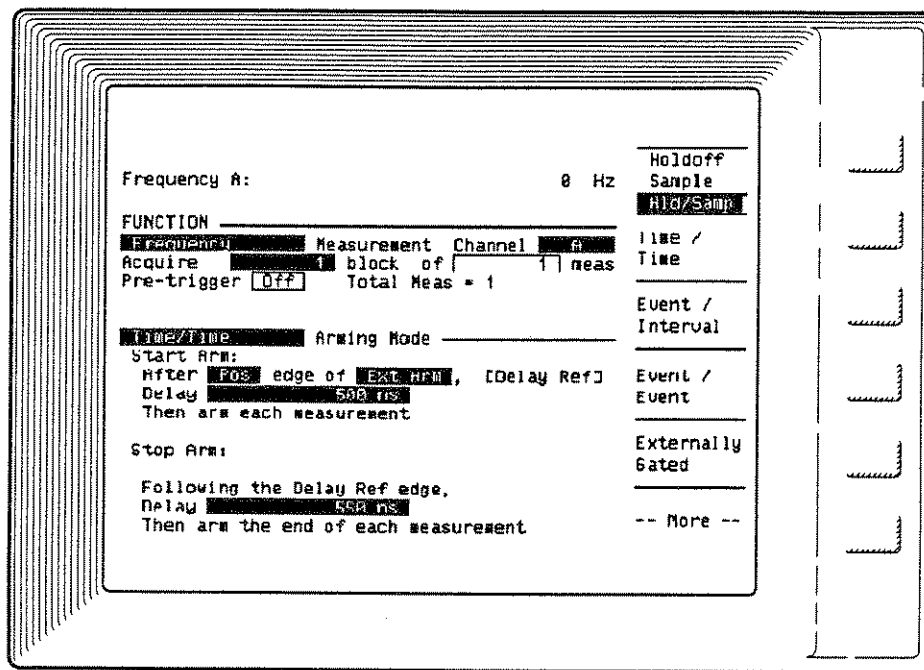 Frequency A: 0 Hz
FUNCTION
Frequency Measurement Channel A
Acquire 1 block of 1 meas
Pre-trigger Off Total Meas = 1
Time/Time Arming Mode
Start Arm:
After Pos edge of Ext Arm, [Delay Ref]
Delay 500 ns
Then arm each measurement
Stop Arm:
Following the Delay Ref edge,
Delay 550 ns
Then arm the end of each measurement
Holdoff
Sample
Hld/Samp
Time /
Time
Event /
Interval
Event /
Event
Externally
Gated
-- More --